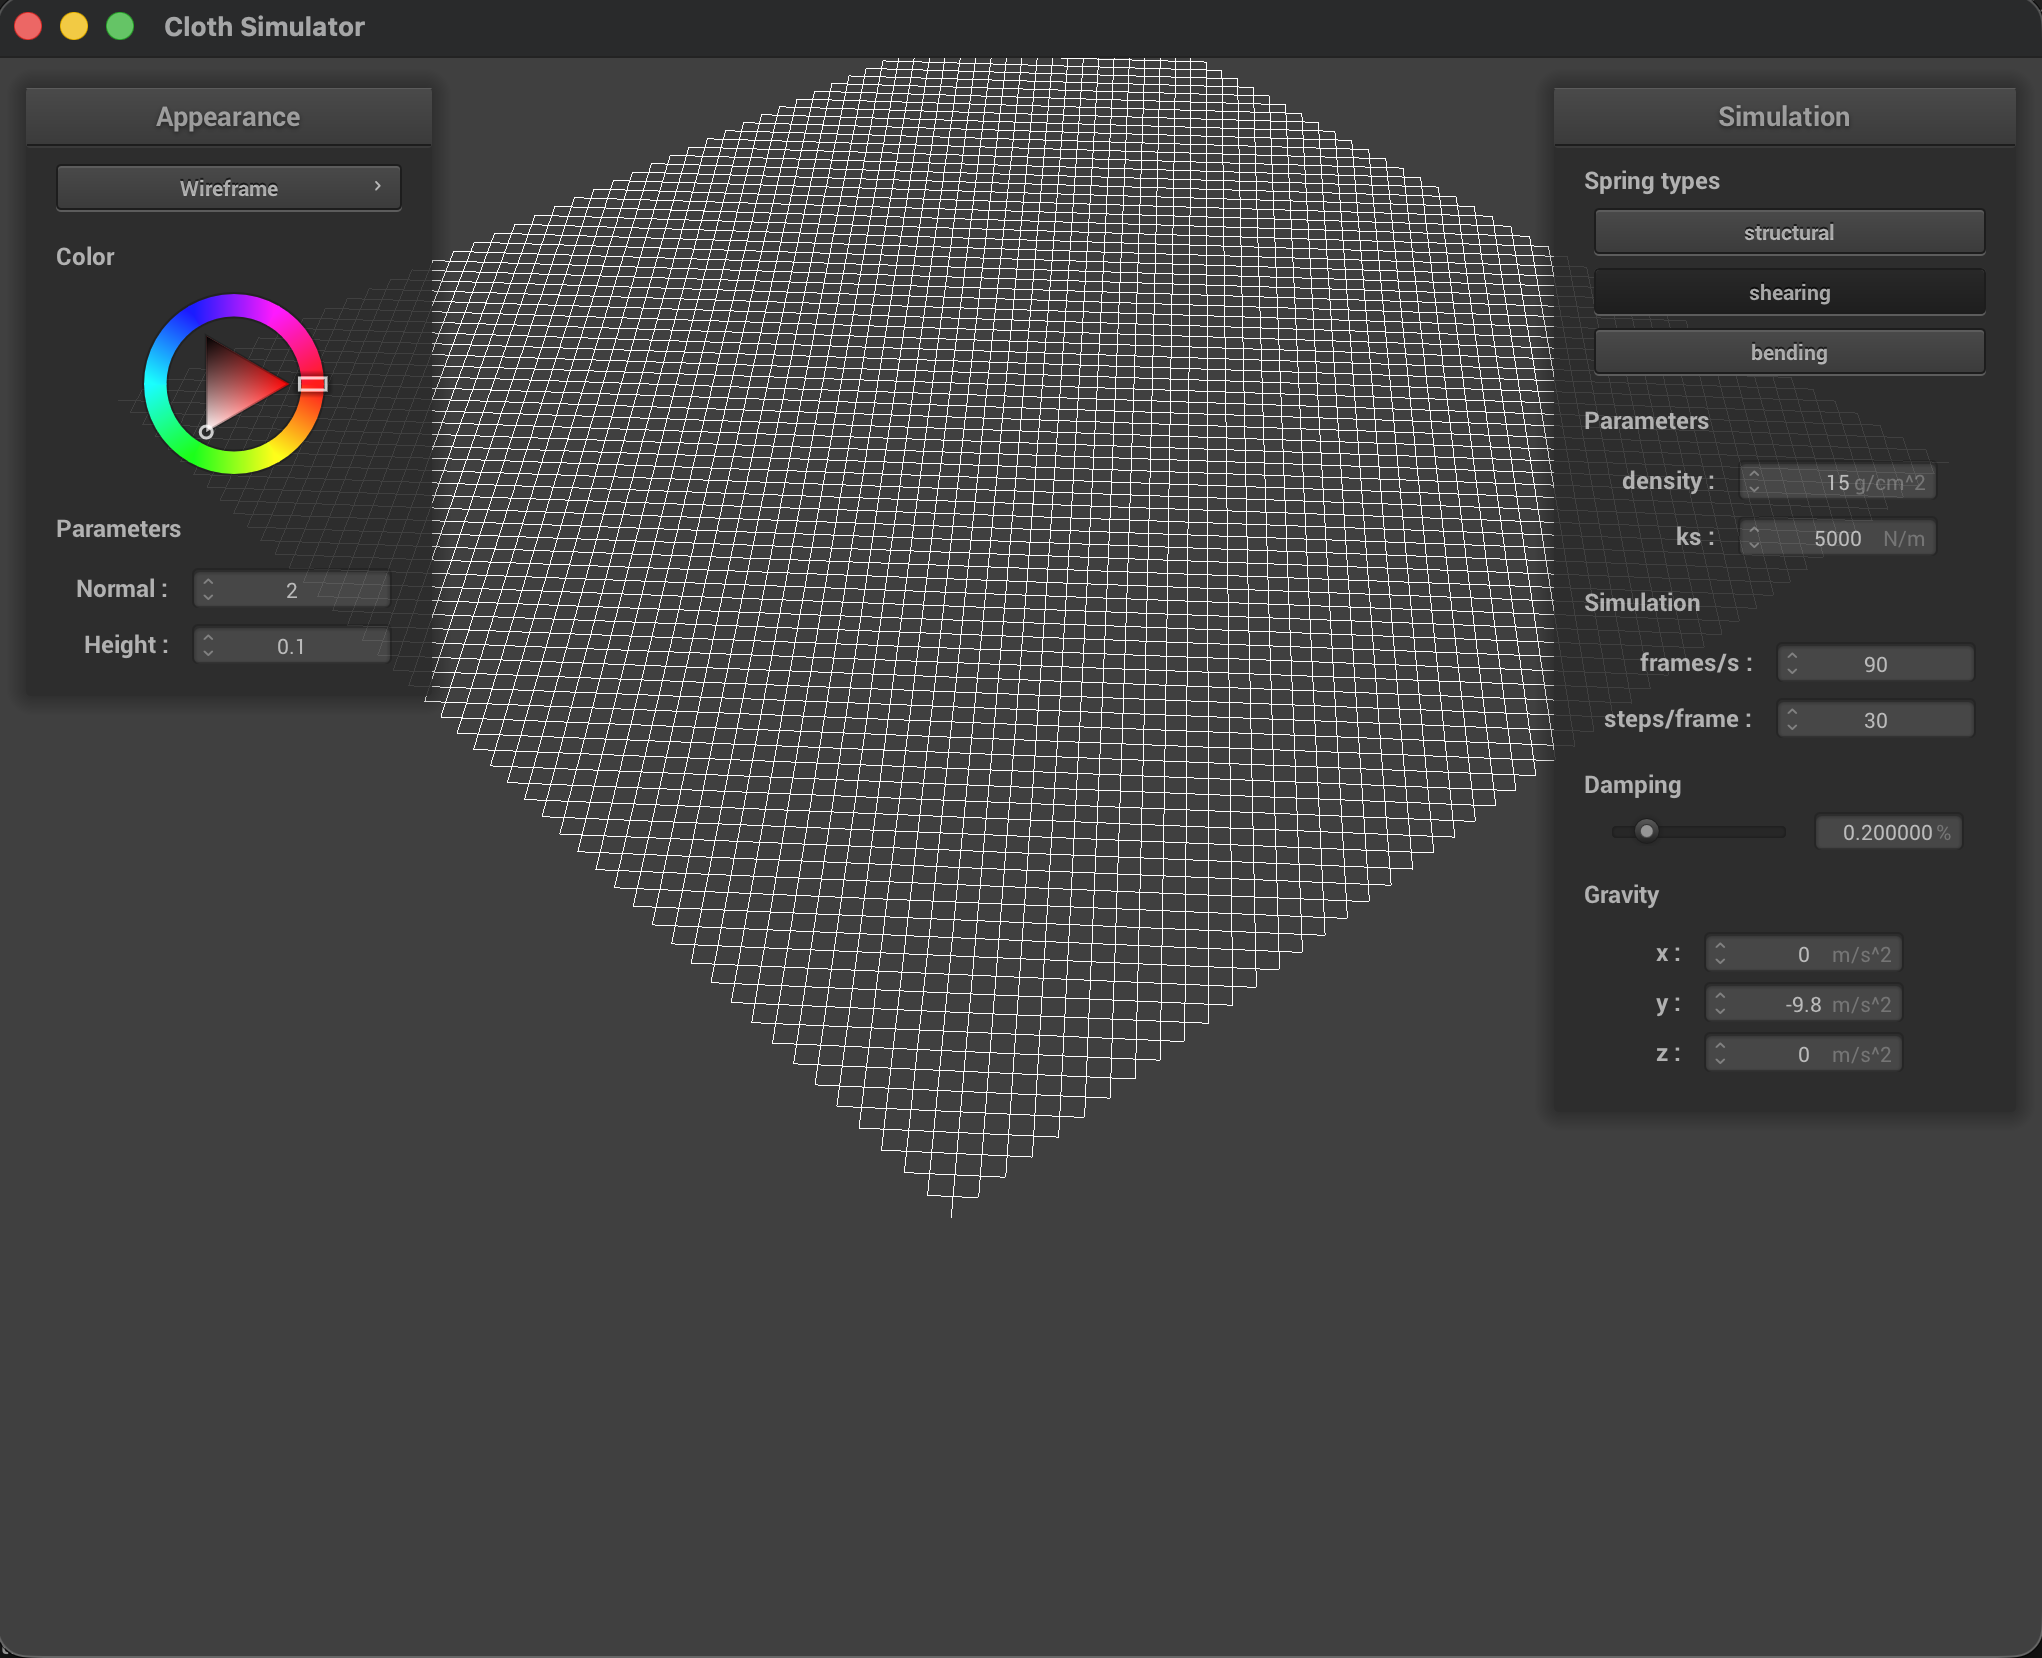 Cloth Simulator
Appearance
Wireframe
Color
Parameters
Normal : 2
Height : 0.1
Simulation
Spring types
structural
shearing
bending
Parameters
density : 15 g/cm^2
ks : 5000 N/m
Simulation
frames/s : 90
steps/frame : 30
Damping
0.200000 %
Gravity
x : 0 m/s^2
y : -9.8 m/s^2
z : 0 m/s^2